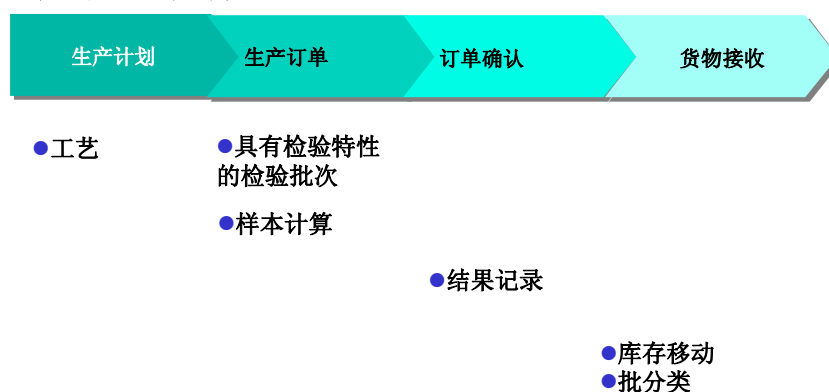 生产计划
生产订单
订单确认
货物接收
●工艺
●具有检验特性
的检验批次
●样本计算
●结果记录
●库存移动
●批分类